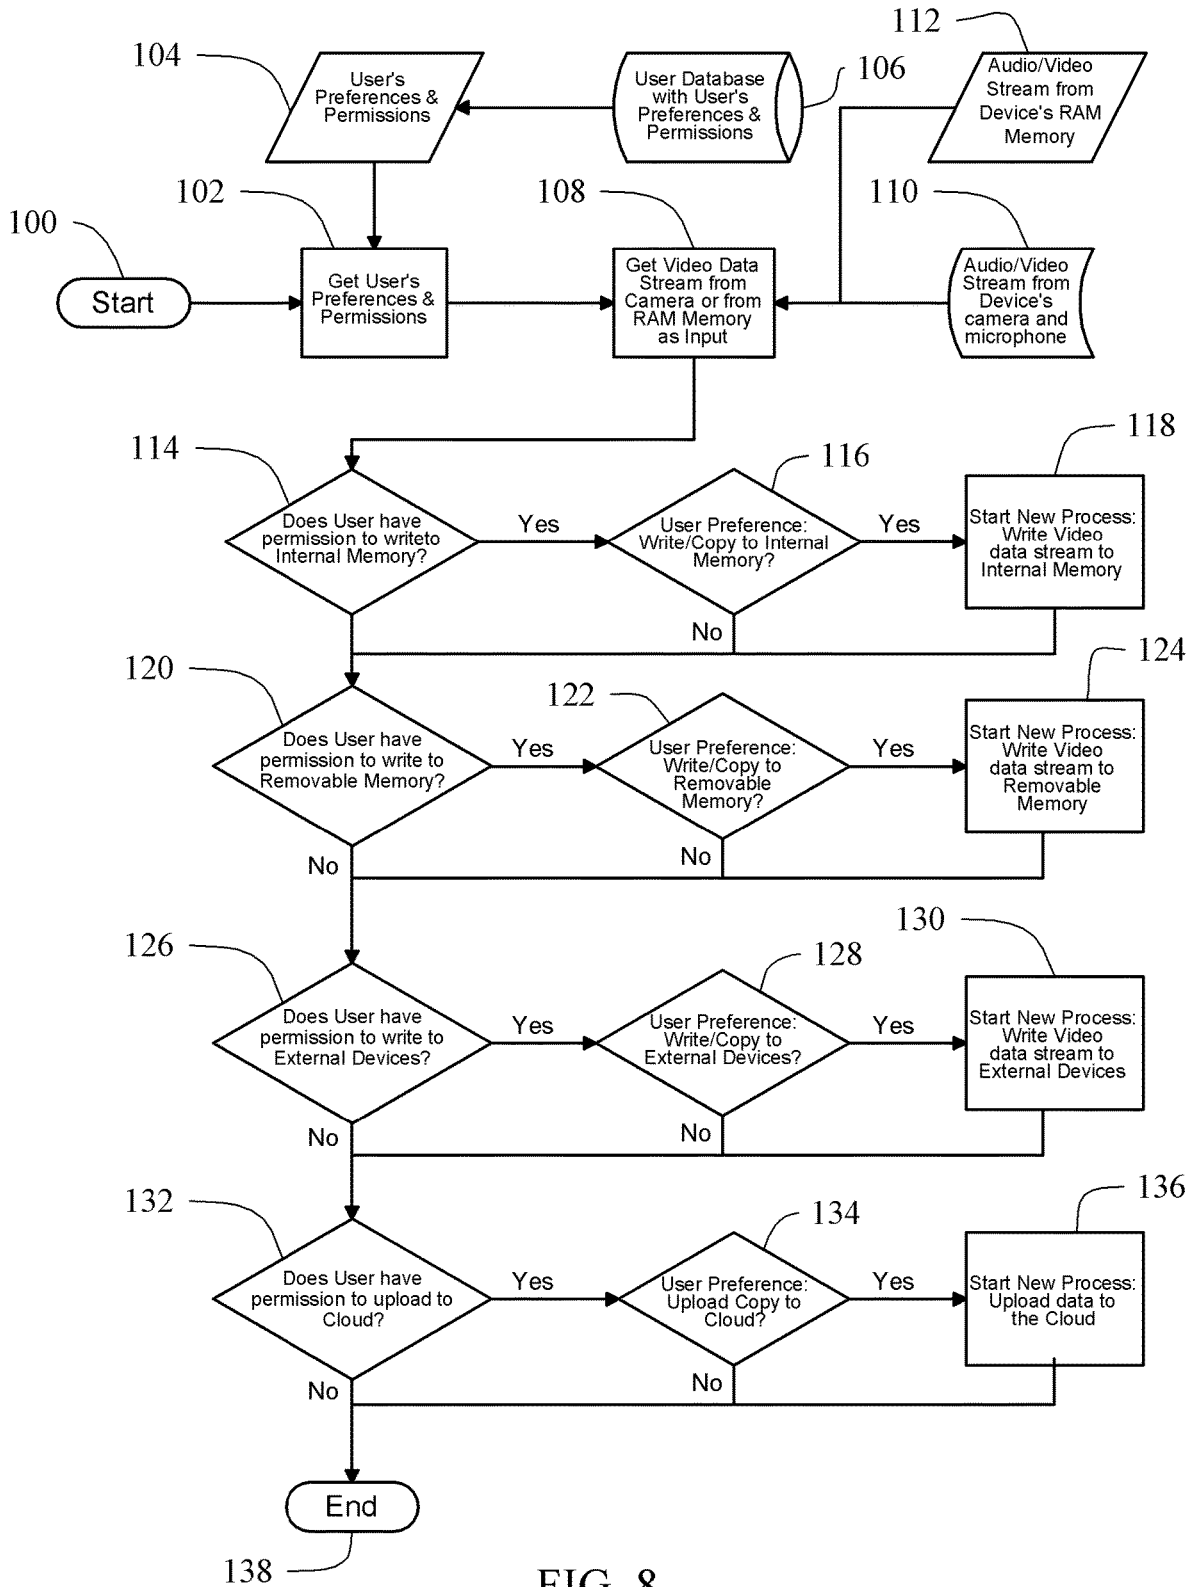 112
104
106
User's
Preferences &
Permissions
User Database
with User's
Preferences &
Permissions
Audio/Video
Stream from
Device's RAM
Memory
102
108
110
100
Start
Get User's
Preferences &
Permissions
Get Video Data
Stream from
Camera or from
RAM Memory
as Input
Audio/Video
Stream from
Device's
camera and
microphone
114
116
118
Does User have
permission to writeto
Internal Memory?
Yes
User Preference:
Write/Copy to Internal
Memory?
Yes
Start New Process:
Write Video
data stream to
Internal Memory
No
120
122
124
Does User have
permission to write to
Removable Memory?
Yes
User Preference:
Write/Copy to
Removable
Memory?
Yes
Start New Process:
Write Video
data stream to
Removable
Memory
No
No
126
128
130
Does User have
permission to write to
External Devices?
Yes
User Preference:
Write/Copy to
External Devices?
Yes
Start New Process:
Write Video
data stream to
External Devices
No
No
132
134
136
Does User have
permission to upload to
Cloud?
Yes
User Preference:
Upload Copy to
Cloud?
Yes
Start New Process:
Upload data to
the Cloud
No
No
End
138
FIG. 8